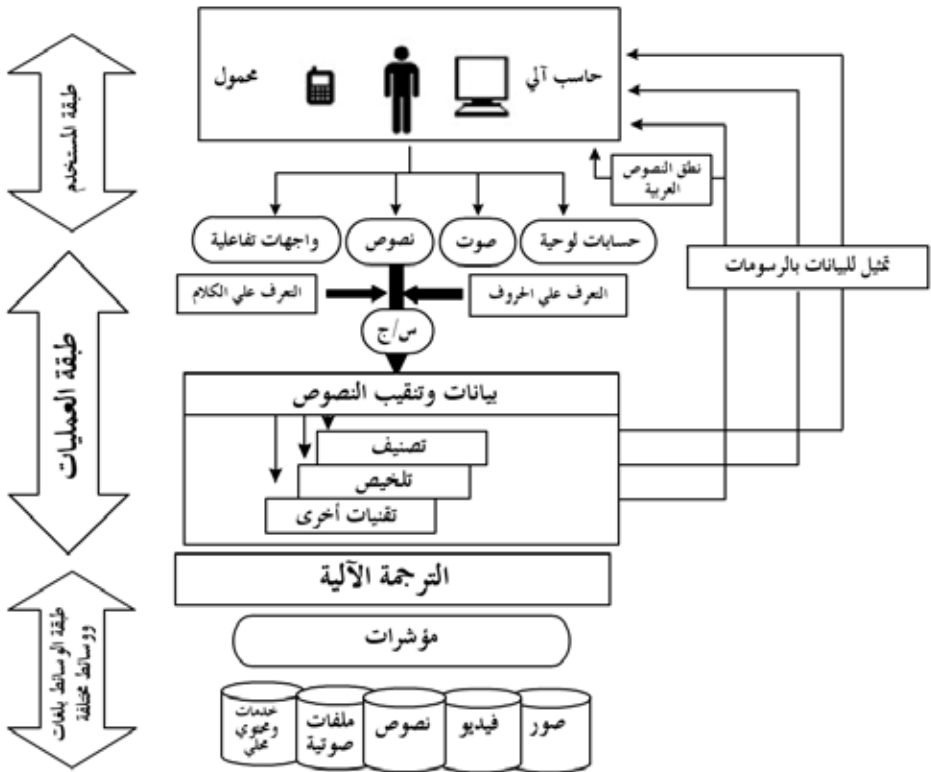 حاسب آلي
محمول
طبقة المستخدم
نطق النصوص
العربية
حسابات لوحية
صوت
نصوص
واجهات تفاعلية
تمثيل للبيانات بالرسومات
التعرف علي الحروف
التعرف علي الكلام
س/ج
طبقة العمليات
بيانات وتنقيب النصوص
تصنيف
تلخيص
تقنيات أخرى
الترجمة الآلية
مؤشرات
طبقة الوسائط بلغات
ووسائط مختلفة
صور
فيديو
نصوص
ملفات
صوتية
خدمات
ومحتوي
محلي